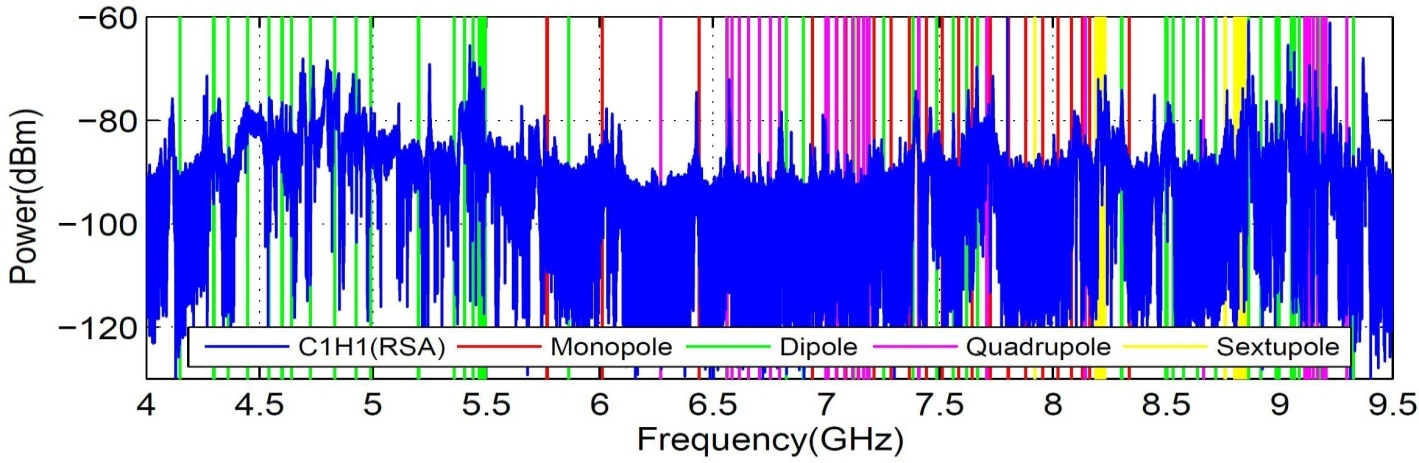 −60
−80
−100
−120
Power(dBm)
C1H1(RSA) Monopole Dipole Quadrupole Sextupole
4 4.5 5 5.5 6 6.5 7 7.5 8 8.5 9 9.5
Frequency(GHz)